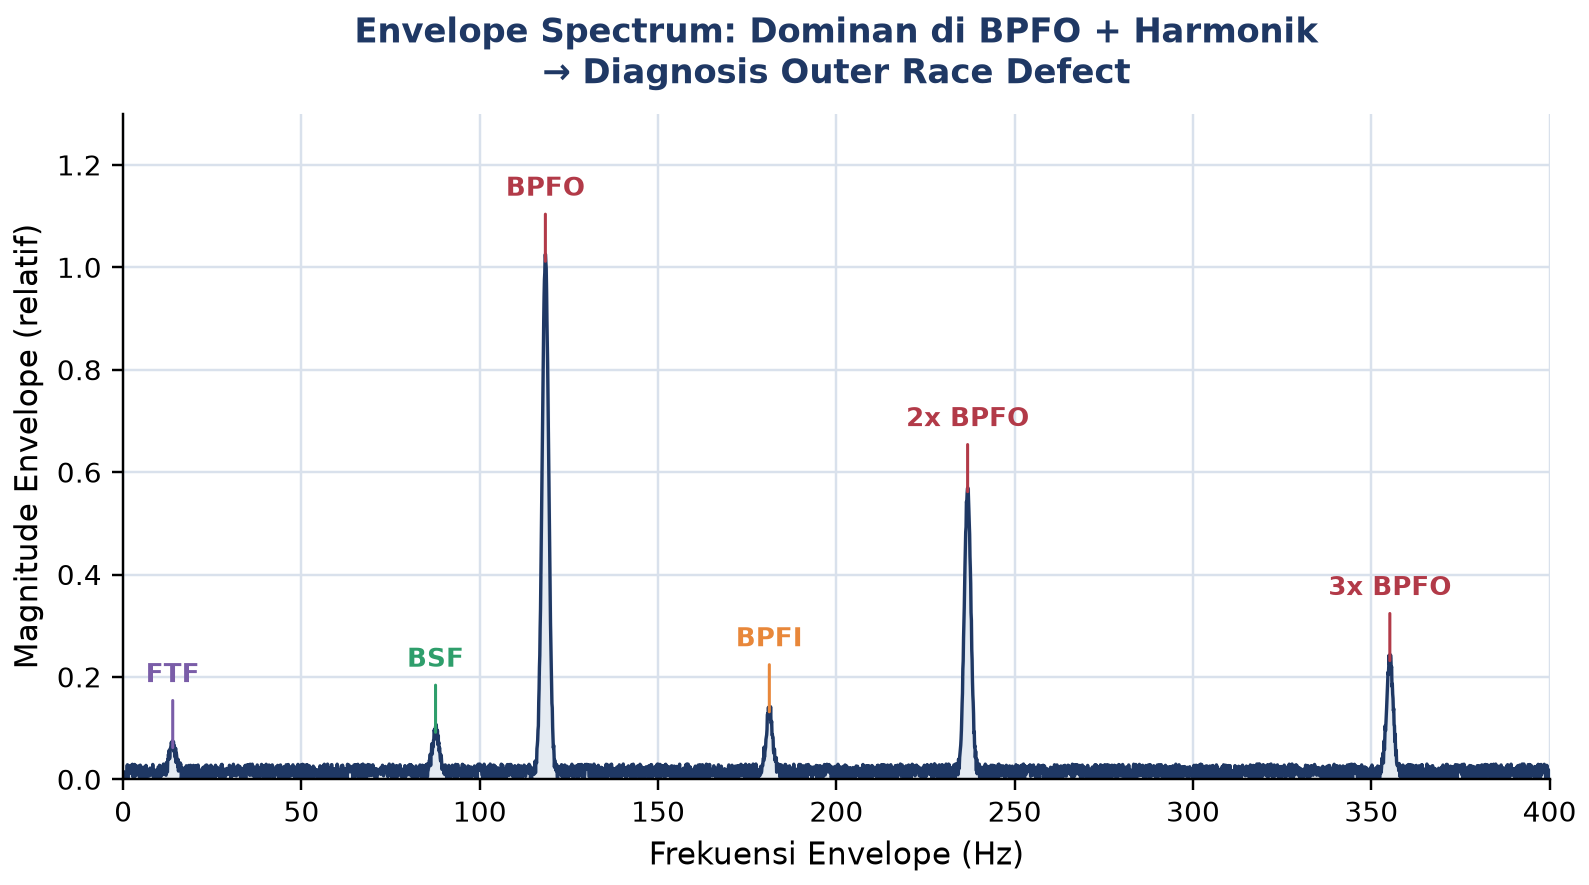 Envelope Spectrum: Dominan di BPFO + Harmonik
→ Diagnosis Outer Race Defect
Magnitude Envelope (relatif)
1.2
1.0
0.8
0.6
0.4
0.2
0.0
BPFO
2x BPFO
3x BPFO
BPFI
BSF
FTF
0 50 100 150 200 250 300 350 400
Frekuensi Envelope (Hz)